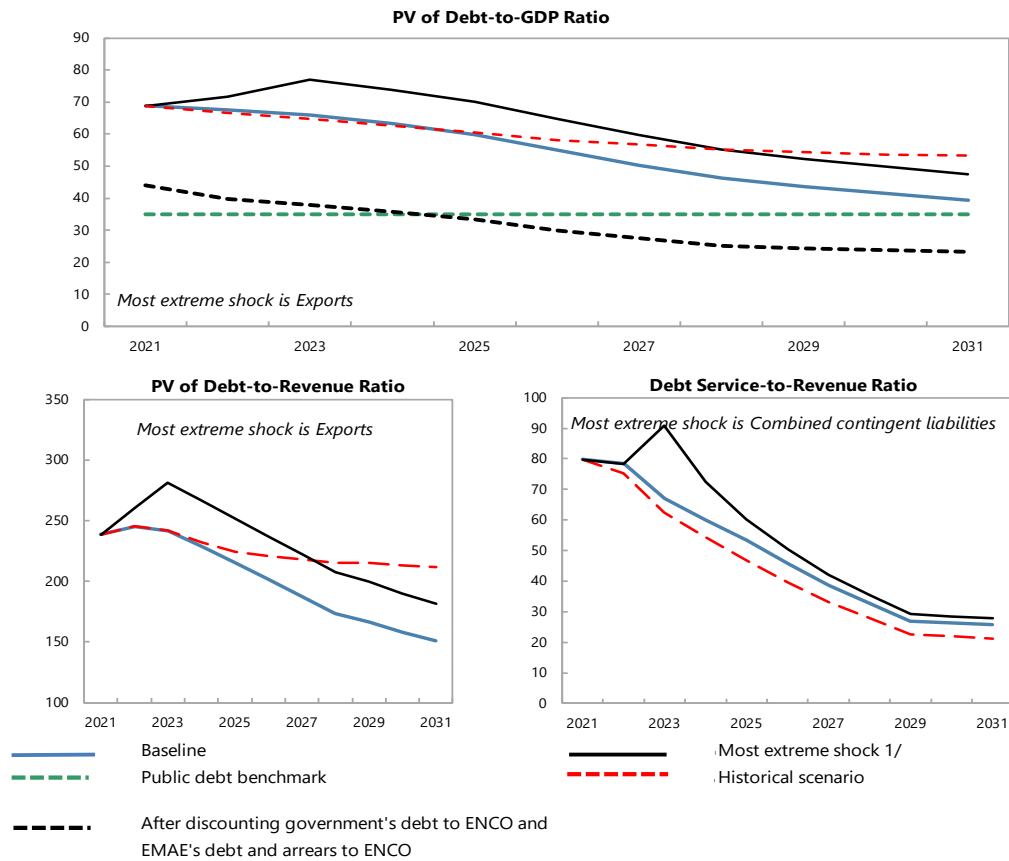 PV of Debt-to-GDP Ratio
90
80
70
60
50
40
30
20
10
0
Most extreme shock is Exports
2021 2023 2025 2027 2029 2031
PV of Debt-to-Revenue Ratio
350
300
250
200
150
100
Most extreme shock is Exports
2021 2023 2025 2027 2029 2031
Debt Service-to-Revenue Ratio
100
90
80
70
60
50
40
30
20
10
0
Most extreme shock is Combined contingent liabilities
2021 2023 2025 2027 2029 2031
Baseline
Public debt benchmark
Most extreme shock 1/
Historical scenario
After discounting government's debt to ENCO and
EMAE's debt and arrears to ENCO